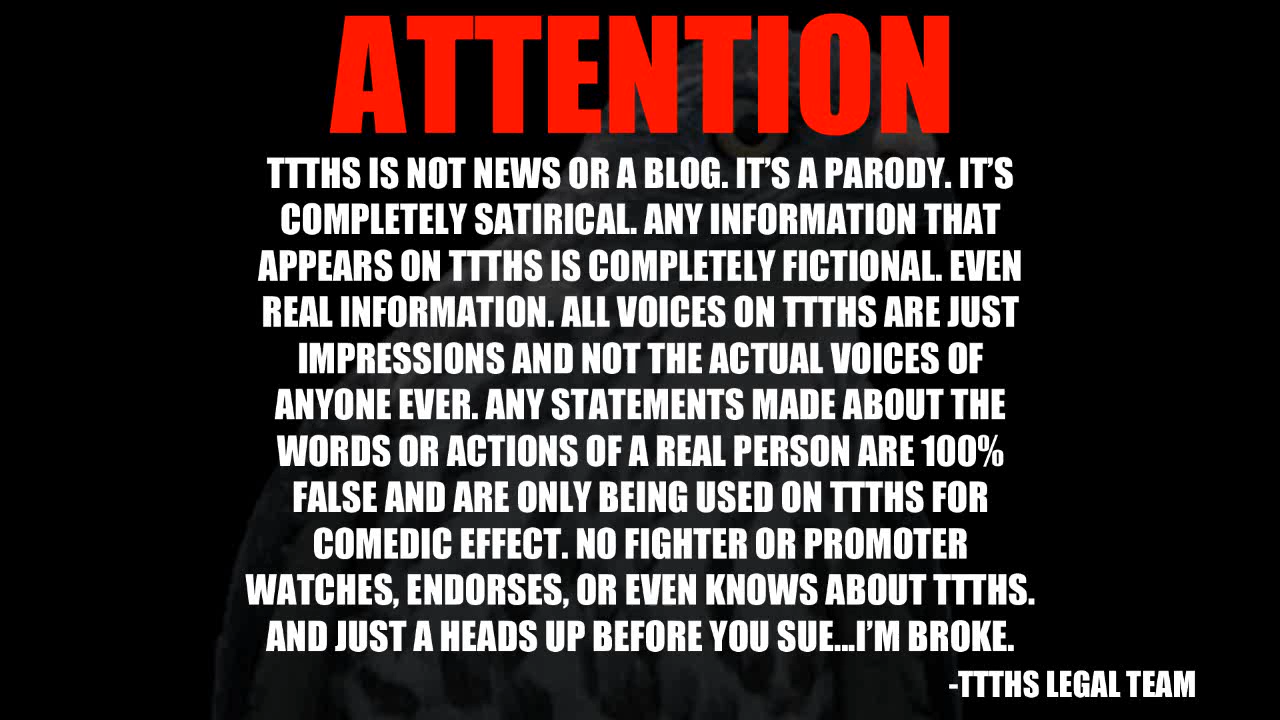 ATTENTION
TTTHS IS NOT NEWS OR A BLOG. IT'S A PARODY. IT'S
COMPLETELY SATIRICAL. ANY INFORMATION THAT
APPEARS ON TTTHS IS COMPLETELY FICTIONAL. EVEN
REAL INFORMATION. ALL VOICES ON TTTHS ARE JUST
IMPRESSIONS AND NOT THE ACTUAL VOICES OF
ANYONE EVER. ANY STATEMENTS MADE ABOUT THE
WORDS OR ACTIONS OF A REAL PERSON ARE 100%
FALSE AND ARE ONLY BEING USED ON TTTHS FOR
COMEDIC EFFECT. NO FIGHTER OR PROMOTER
WATCHES, ENDORSES, OR EVEN KNOWS ABOUT TTTHS.
AND JUST A HEADS UP BEFORE YOU SUE...I'M BROKE.
-TTTHS LEGAL TEAM